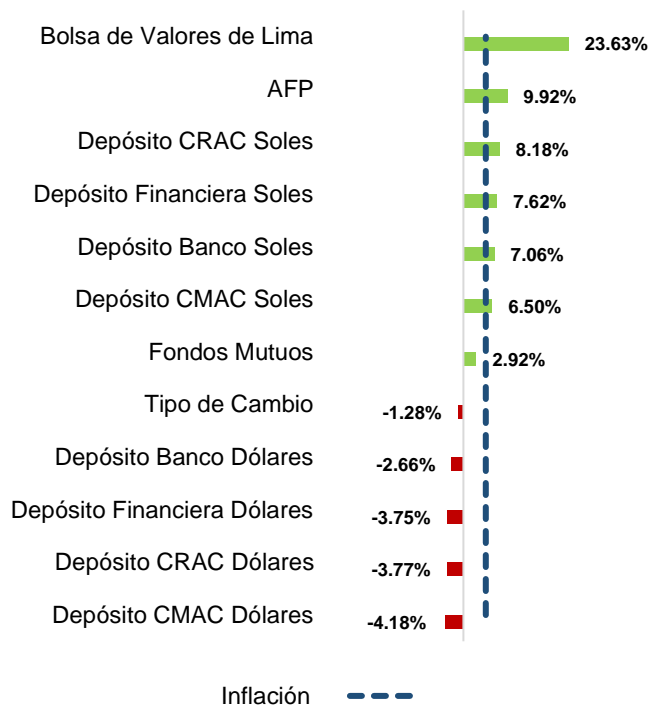 Bolsa de Valores de Lima 23.63%
AFP 9.92%
Depósito CRAC Soles 8.18%
Depósito Financiera Soles 7.62%
Depósito Banco Soles 7.06%
Depósito CMAC Soles 6.50%
Fondos Mutuos 2.92%
Tipo de Cambio -1.28%
Depósito Banco Dólares -2.66%
Depósito Financiera Dólares -3.75%
Depósito CRAC Dólares -3.77%
Depósito CMAC Dólares -4.18%
Inflación